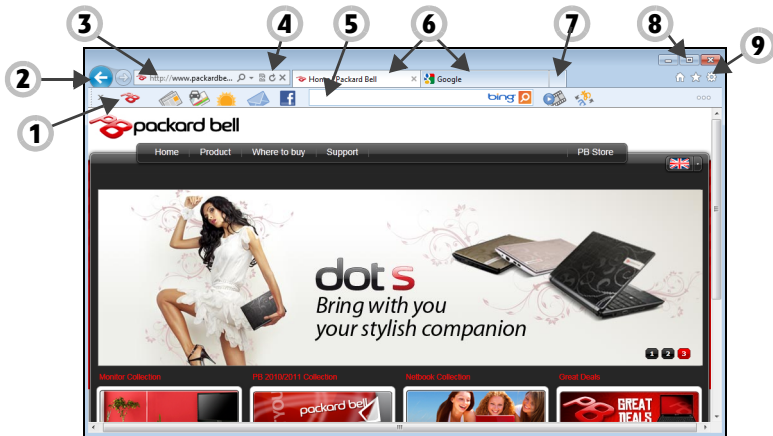 3
4
5
6
7
8
9
2
1
http://www.packardbe...
Home - Packard Bell
Google
bing
packard bell
Home
Product
Where to buy
Support
PB Store
dot s
Bring with you
your stylish companion
1 2 3
Monitor Collection
PB 2010/2011 Collection
Netbook Collection
Great Deals
packard bell
GREAT
DEALS